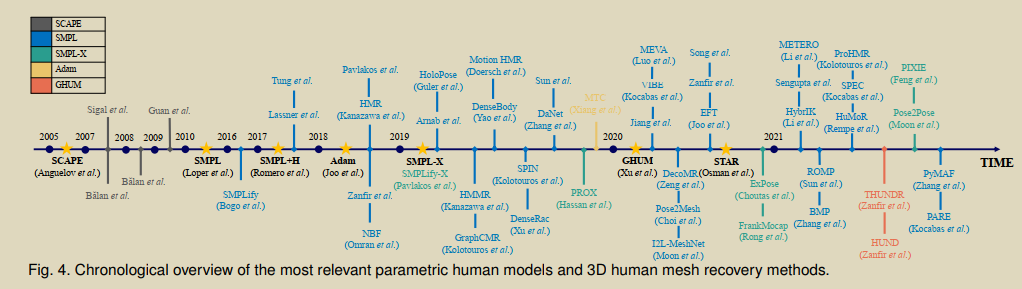 SCAPE
SMPL
SMPL-X
Adam
GHUM
Sigal et al.
Guan et al.
Tung et al.
Lassner et al.
Pavlakos et al.
HMR
(Kanazawa et al.)
HoloPose
(Guler et al.)
Arnab et al.
Motion HMR
(Doersch et al.)
DenseBody
(Yao et al.)
Sun et al.
DaNet
(Zhang et al.)
MTC
(Xiang et al.)
MEVA
(Luo et al.)
VIBE
(Kocabas et al.)
Jiang et al.
Song et al.
Zanfir et al.
EFT
(Joo et al.)
METERO
(Li et al.)
Sengupta et al.
HybrIK
(Li et al.)
ProHMR
(Kolotouros et al.)
SPEC
(Kocabas et al.)
HuMoR
(Rempe et al.)
PIXIE
(Feng et al.)
Pose2Pose
(Moon et al.)
2005 2007 2008 2009 2010 2016 2017 2018 2019 2020 2021
TIME
SCAPE
(Anguelov et al.)
SMPL
(Loper et al.)
SMPL+H
(Romero et al.)
Adam
(Joo et al.)
SMPL-X
SMPLify-X
(Pavlakos et al.)
GHUM
(Xu et al.)
STAR
(Osman et al.)
Bălan et al.
Bălan et al.
SMPLify
(Bogo et al.)
Zanfir et al.
NBF
(Omran et al.)
HMMR
(Kanazawa et al.)
GraphCMR
(Kolotouros et al.)
SPIN
(Kolotouros et al.)
DenseRac
(Xu et al.)
PROX
(Hassan et al.)
DecoMR
(Zeng et al.)
Pose2Mesh
(Choi et al.)
I2L-MeshNet
(Moon et al.)
ExPose
(Choutas et al.)
FrankMocap
(Rong et al.)
ROMP
(Sun et al.)
BMP
(Zhang et al.)
THUNDR
(Zanfir et al.)
HUND
(Zanfir et al.)
PyMAF
(Zhang et al.)
PARE
(Kocabas et al.)
Fig. 4. Chronological overview of the most relevant parametric human models and 3D human mesh recovery methods.